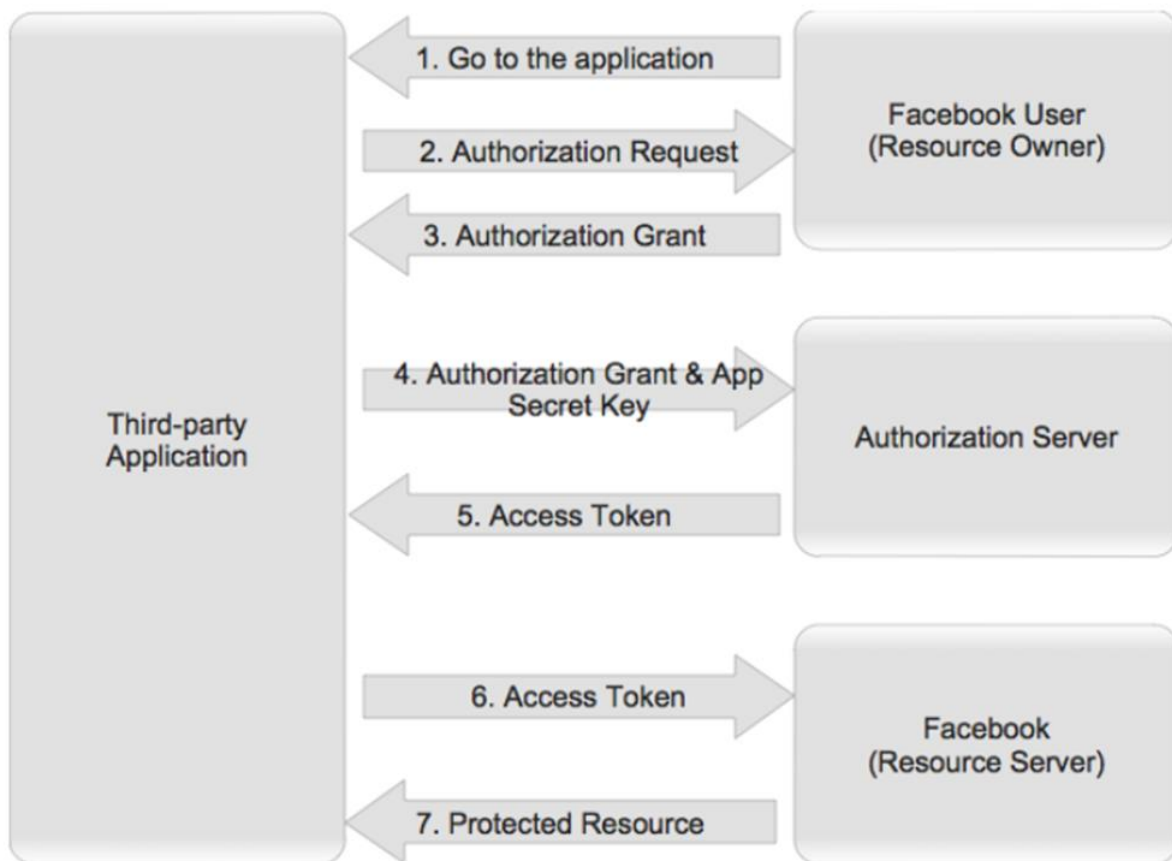 1. Go to the application
Facebook User
(Resource Owner)
2. Authorization Request
3. Authorization Grant
4. Authorization Grant & App
Secret Key
Third-party
Application
Authorization Server
5. Access Token
6. Access Token
Facebook
(Resource Server)
7. Protected Resource